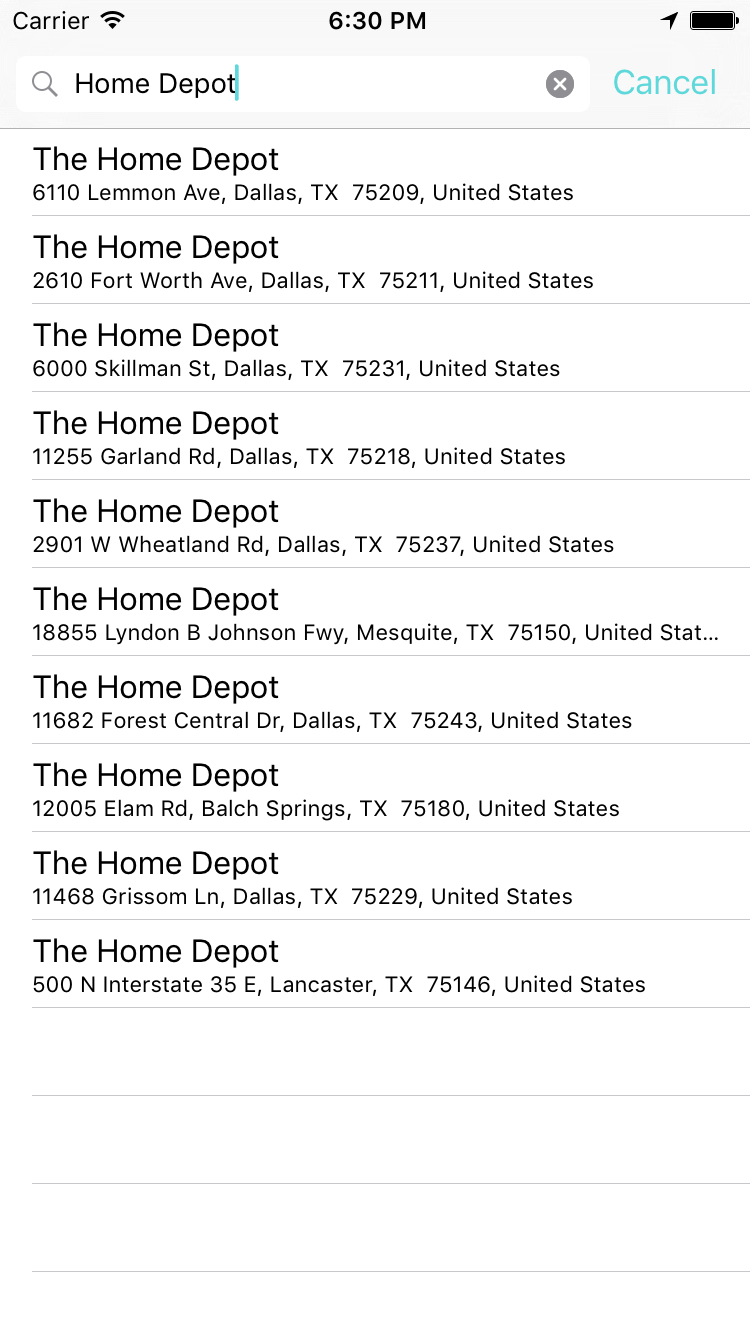 Carrier 6:30 PM
Home Depot Cancel
The Home Depot
6110 Lemmon Ave, Dallas, TX  75209, United States
The Home Depot
2610 Fort Worth Ave, Dallas, TX  75211, United States
The Home Depot
6000 Skillman St, Dallas, TX  75231, United States
The Home Depot
11255 Garland Rd, Dallas, TX  75218, United States
The Home Depot
2901 W Wheatland Rd, Dallas, TX  75237, United States
The Home Depot
18855 Lyndon B Johnson Fwy, Mesquite, TX  75150, United Stat...
The Home Depot
11682 Forest Central Dr, Dallas, TX  75243, United States
The Home Depot
12005 Elam Rd, Balch Springs, TX  75180, United States
The Home Depot
11468 Grissom Ln, Dallas, TX  75229, United States
The Home Depot
500 N Interstate 35 E, Lancaster, TX  75146, United States